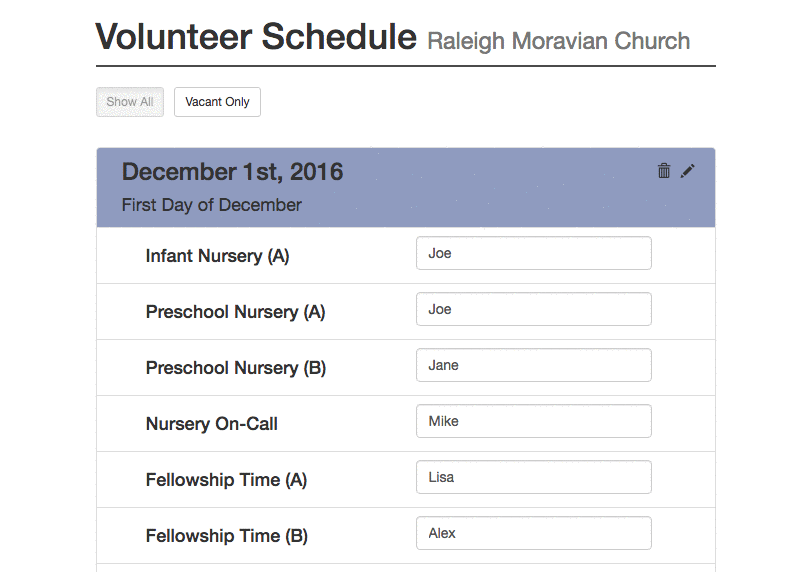 Volunteer Schedule Raleigh Moravian Church
Show All Vacant Only
December 1st, 2016
First Day of December
Infant Nursery (A) Joe
Preschool Nursery (A) Joe
Preschool Nursery (B) Jane
Nursery On-Call Mike
Fellowship Time (A) Lisa
Fellowship Time (B) Alex